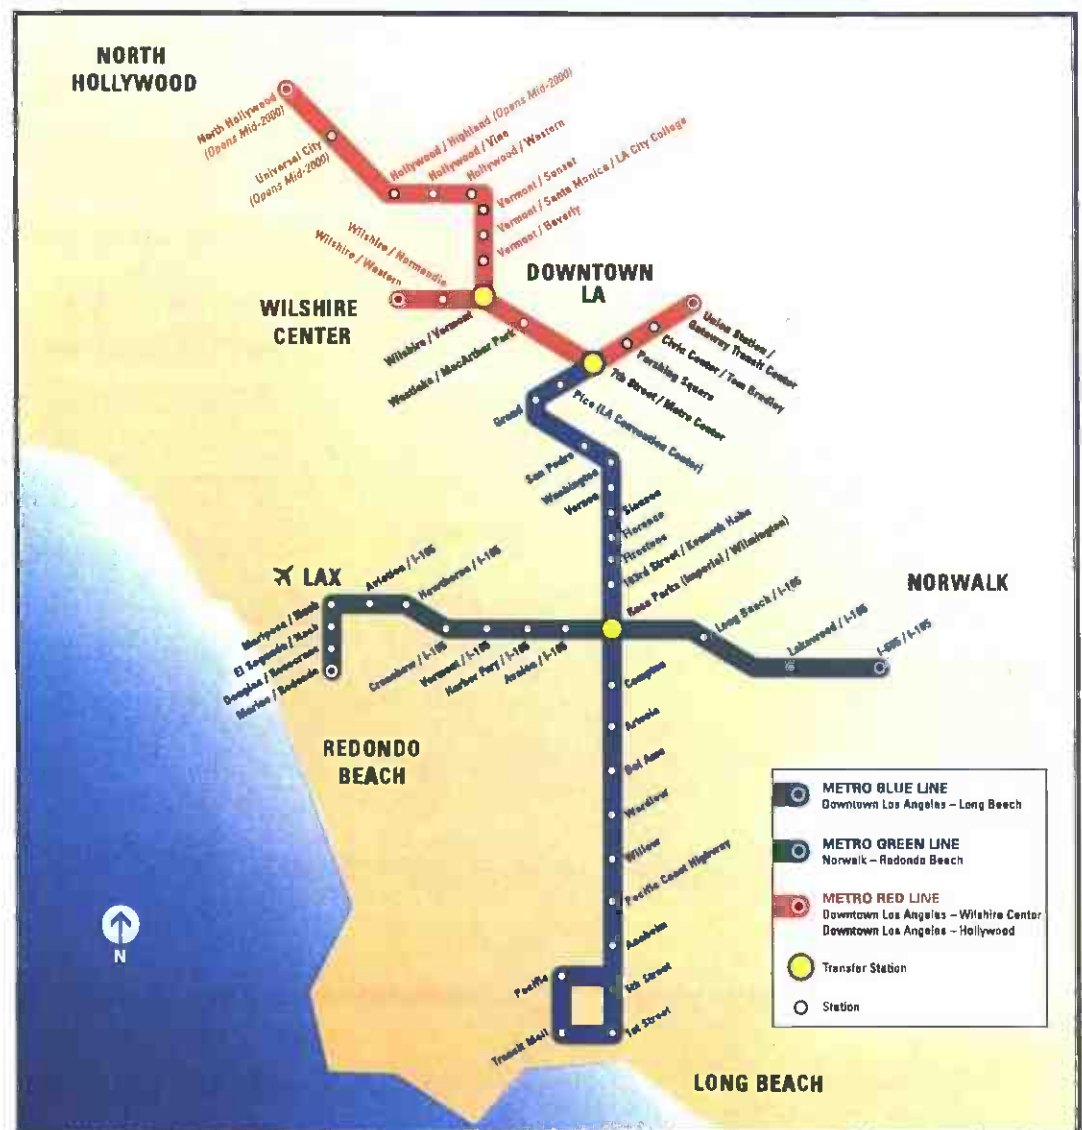 NORTH
HOLLYWOOD
North Hollywood
(Opens Mid-2000)
Universal City
(Opens Mid-2000)
Hollywood / Highland (Opens Mid-2000)
Hollywood / Vine
Hollywood / Western
Vermont / Sunset
Vermont / Santa Monica / LA City College
Vermont / Beverly
Wilshire / Normandie
Wilshire / Western
WILSHIRE
CENTER
DOWNTOWN
LA
Wilshire / Vermont
Westlake / MacArthur Park
Union Station /
Gateway Transit Center
Civic Center / Tom Bradley
Pershing Square
7th Street / Metro Center
Pico (LA Convention Center)
Grand
San Pedro
Washington
Vernon
Slauson
Florence
Firestone
103rd Street / Kenneth Hahn
Rosa Parks (Imperial / Wilmington)
LAX
Aviation / I-105
Hawthorne / I-105
Mariposa / Nash
El Segundo / Nash
Douglas / Rosecrans
Marine / Redondo
Crenshaw / I-105
Vermont / I-105
Harbor Fwy / I-105
Avalon / I-105
NORWALK
Long Beach / I-105
Lakewood / I-105
I-605 / I-105
REDONDO
BEACH
Compton
Artesia
Del Amo
Wardlow
Willow
Pacific Coast Highway
Anaheim
5th Street
1st Street
Pacific
Transit Mall
LONG BEACH
N
METRO BLUE LINE
Downtown Los Angeles – Long Beach
METRO GREEN LINE
Norwalk – Redondo Beach
METRO RED LINE
Downtown Los Angeles – Wilshire Center
Downtown Los Angeles – Hollywood
Transfer Station
Station